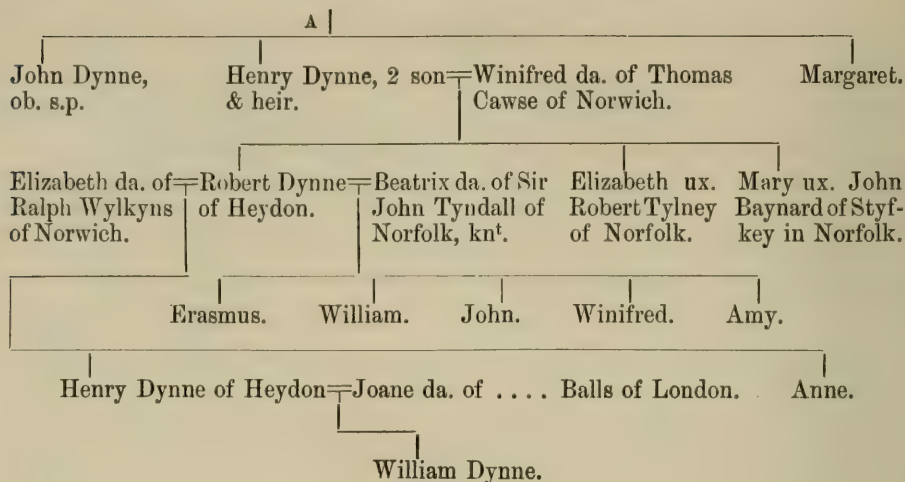 A
John Dynne,
ob. s.p.
Henry Dynne, 2 son
& heir.
Winifred da. of Thomas
Cawse of Norwich.
Margaret.
Elizabeth da. of
Ralph Wylkyns
of Norwich.
Robert Dynne
of Heydon.
Beatrix da. of Sir
John Tyndall of
Norfolk, knᵗ.
Elizabeth ux.
Robert Tylney
of Norfolk.
Mary ux. John
Baynard of Styf-
key in Norfolk.
Erasmus.
William.
John.
Winifred.
Amy.
Henry Dynne of Heydon
Joane da. of .... Balls of London.
Anne.
William Dynne.